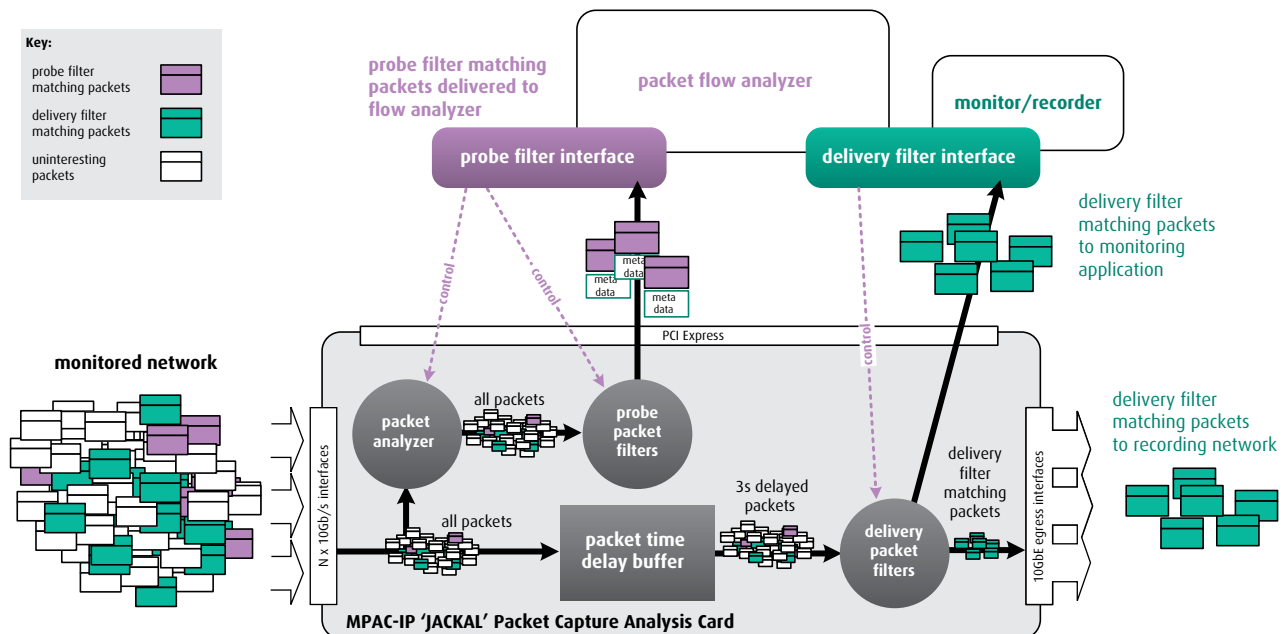 Key:
probe filter
matching packets
delivery filter
matching packets
uninteresting
packets
probe filter matching
packets delivered to
flow analyzer
packet flow analyzer
monitor/recorder
probe filter interface
delivery filter interface
delivery filter
matching packets
to monitoring
application
control
control
control
meta
data
meta
data
meta
data
PCI Express
monitored network
N x 10Gb/s interfaces
packet
analyzer
all packets
probe
packet
filters
all packets
packet time
delay buffer
3s delayed
packets
delivery
packet
filters
delivery
filter
matching
packets
10GbE egress interfaces
delivery filter
matching packets
to recording network
MPAC-IP ‘JACKAL’ Packet Capture Analysis Card